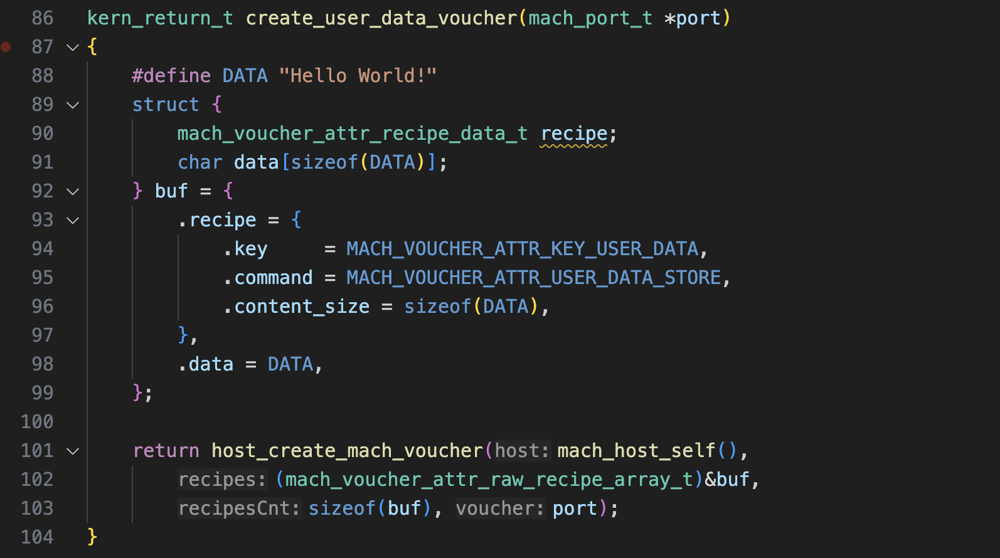 86 kern_return_t create_user_data_voucher(mach_port_t *port)
87 {
88     #define DATA "Hello World!"
89     struct {
90         mach_voucher_attr_recipe_data_t recipe;
91         char data[sizeof(DATA)];
92     } buf = {
93         .recipe = {
94             .key     = MACH_VOUCHER_ATTR_KEY_USER_DATA,
95             .command = MACH_VOUCHER_ATTR_USER_DATA_STORE,
96             .content_size = sizeof(DATA),
97         },
98         .data = DATA,
99     };
100
101     return host_create_mach_voucher(host: mach_host_self(),
102         recipes: (mach_voucher_attr_raw_recipe_array_t)&buf,
103         recipesCnt: sizeof(buf), voucher: port);
104 }